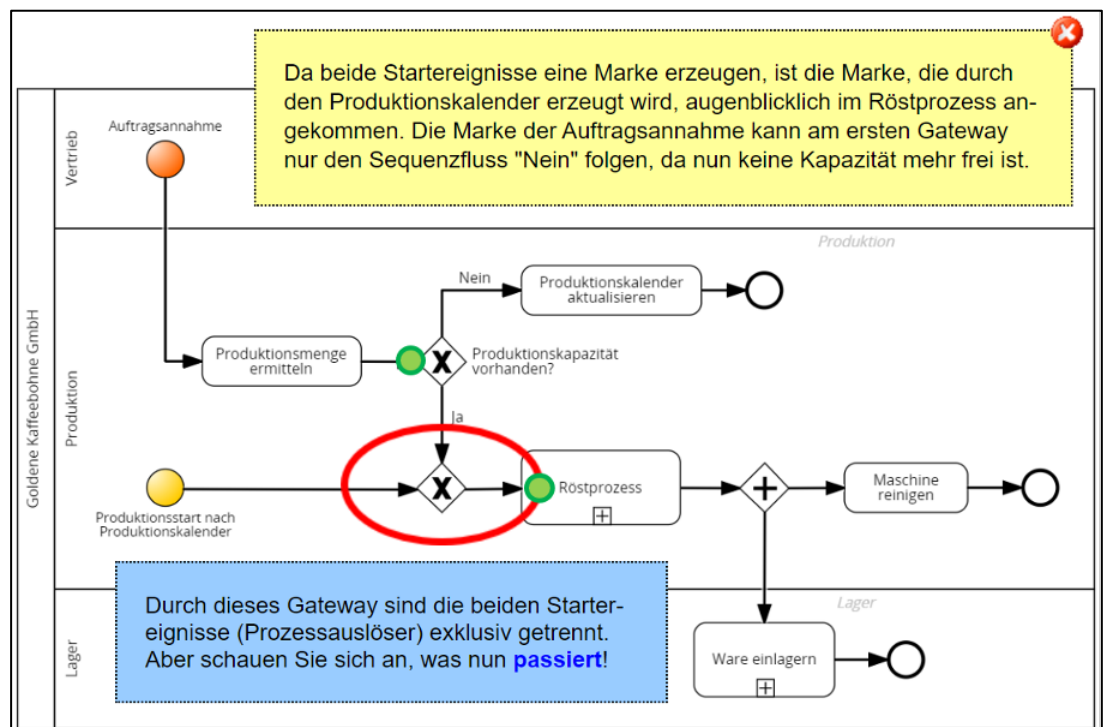 Da beide Startereignisse eine Marke erzeugen, ist die Marke, die durch
den Produktionskalender erzeugt wird, augenblicklich im Röstprozess an-
gekommen. Die Marke der Auftragsannahme kann am ersten Gateway
nur den Sequenzfluss "Nein" folgen, da nun keine Kapazität mehr frei ist.
Goldene Kaffeebohne GmbH
Vertrieb
Auftragsannahme
Produktion
Produktion
Nein
Produktionskalender
aktualisieren
Produktionsmenge
ermitteln
X
Produktionskapazität
vorhanden?
Ja
Produktionsstart nach
Produktionskalender
X
Röstprozess
+
+
Maschine
reinigen
Lager
Lager
Durch dieses Gateway sind die beiden Starter-
eignisse (Prozessauslöser) exklusiv getrennt.
Aber schauen Sie sich an, was nun passiert!
Ware einlagern
+